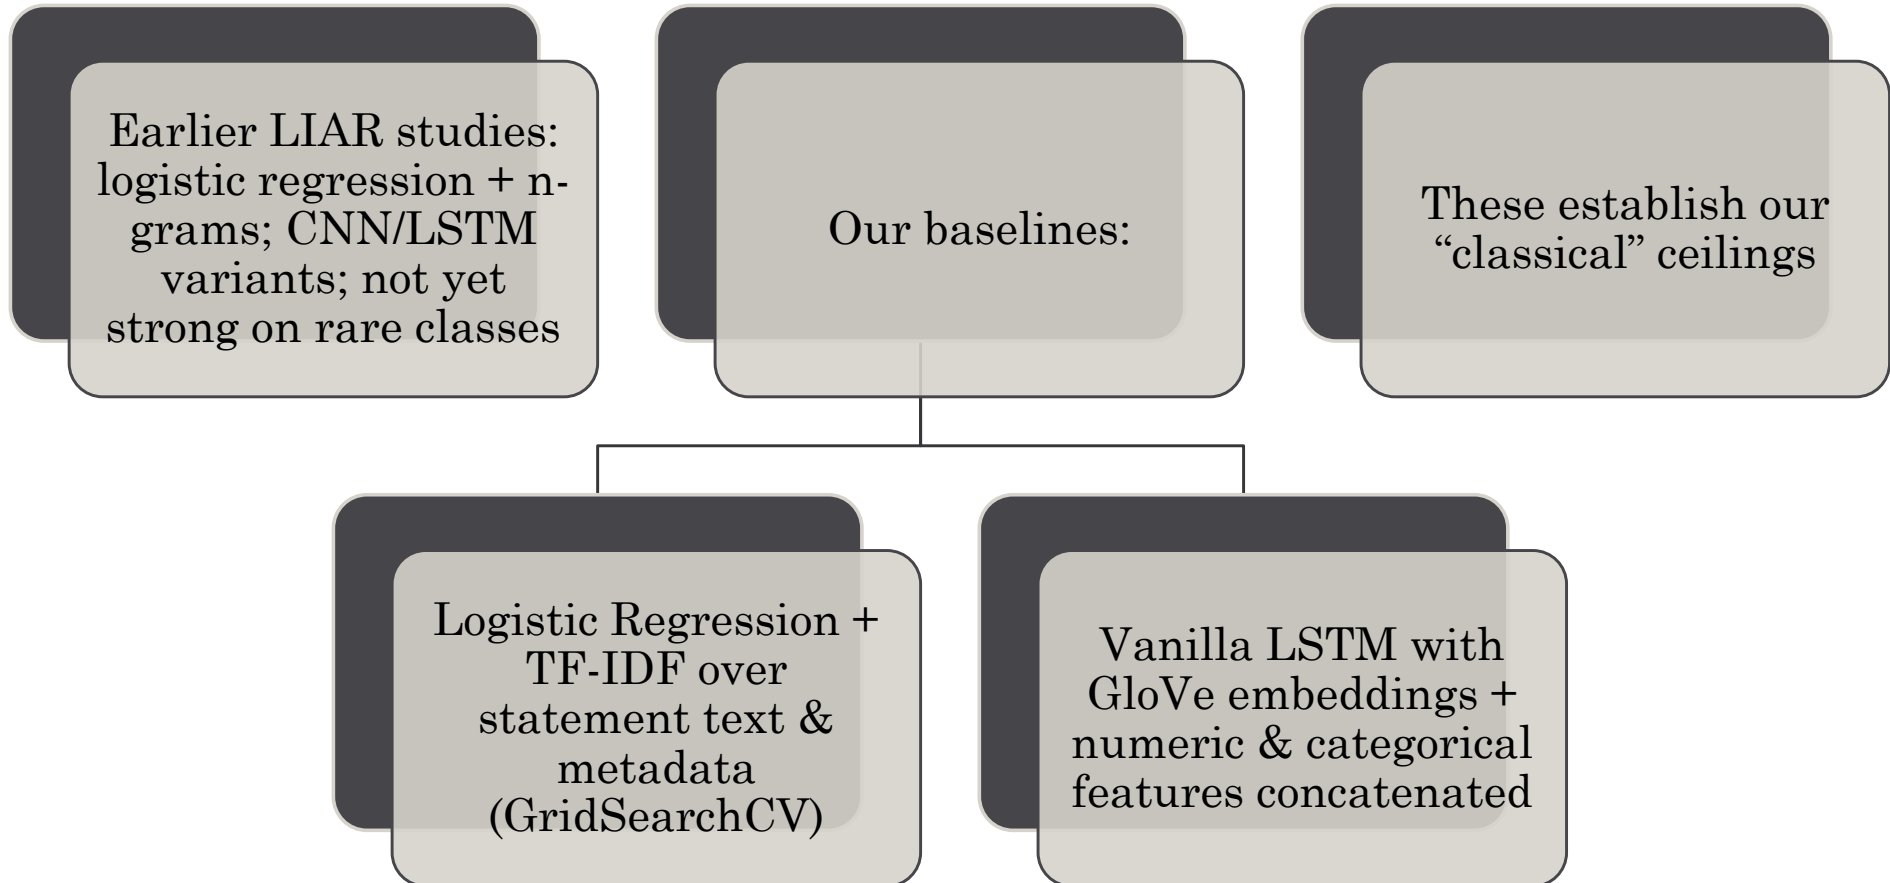 Earlier LIAR studies:
logistic regression + n-
grams; CNN/LSTM
variants; not yet
strong on rare classes
Our baselines:
These establish our
“classical” ceilings
Logistic Regression +
TF-IDF over
statement text &
metadata
(GridSearchCV)
Vanilla LSTM with
GloVe embeddings +
numeric & categorical
features concatenated